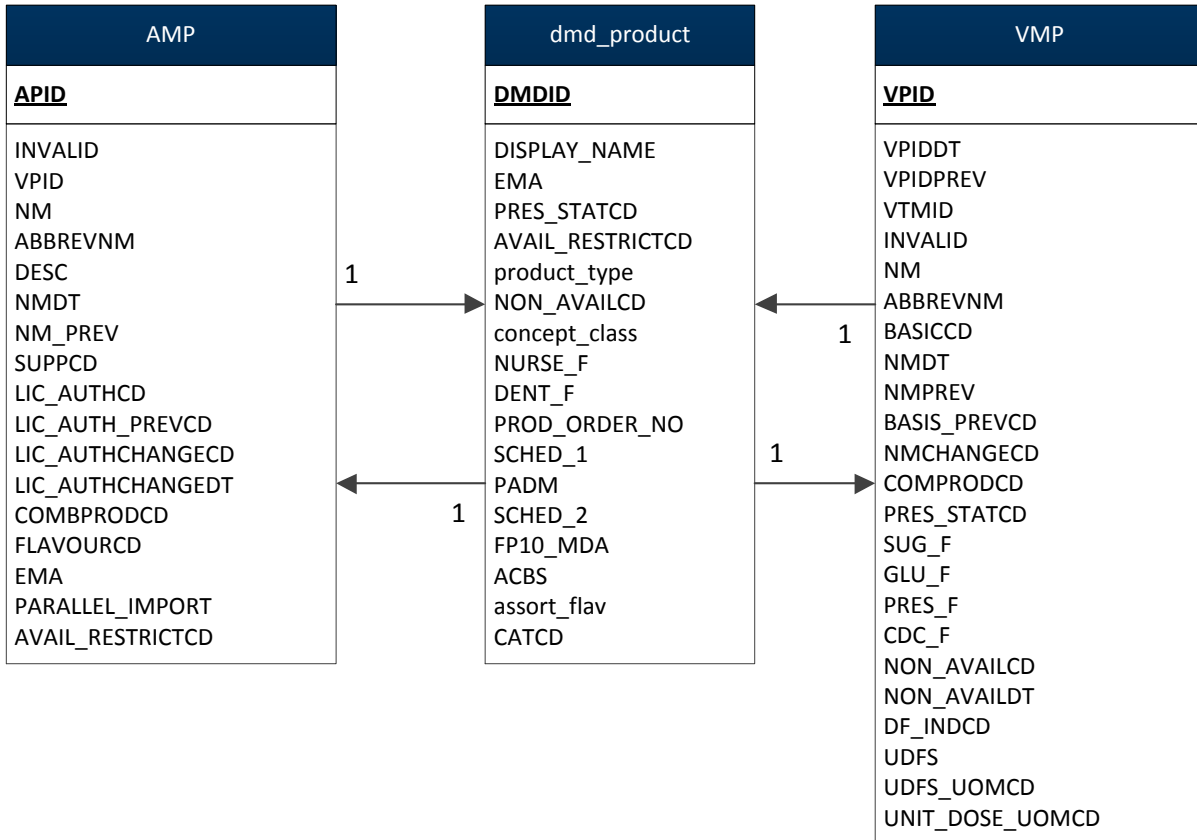 AMP
APID
INVALID
VPID
NM
ABBREVNM
DESC
NMDT
NM_PREV
SUPPCD
LIC_AUTHCD
LIC_AUTH_PREVCD
LIC_AUTHCHANGECD
LIC_AUTHCHANGEDT
COMBPRODCD
FLAVOURCD
EMA
PARALLEL_IMPORT
AVAIL_RESTRICTCD
1
1
dmd_product
DMDID
DISPLAY_NAME
EMA
PRES_STATCD
AVAIL_RESTRICTCD
product_type
NON_AVAILCD
concept_class
NURSE_F
DENT_F
PROD_ORDER_NO
SCHED_1
PADM
SCHED_2
FP10_MDA
ACBS
assort_flav
CATCD
1
1
VMP
VPID
VPIDDT
VPIDPREV
VTMID
INVALID
NM
ABBREVNM
BASICCD
NMDT
NMPREV
BASIS_PREVCD
NMCHANGECD
COMPRODCD
PRES_STATCD
SUG_F
GLU_F
PRES_F
CDC_F
NON_AVAILCD
NON_AVAILDT
DF_INDCD
UDFS
UDFS_UOMCD
UNIT_DOSE_UOMCD